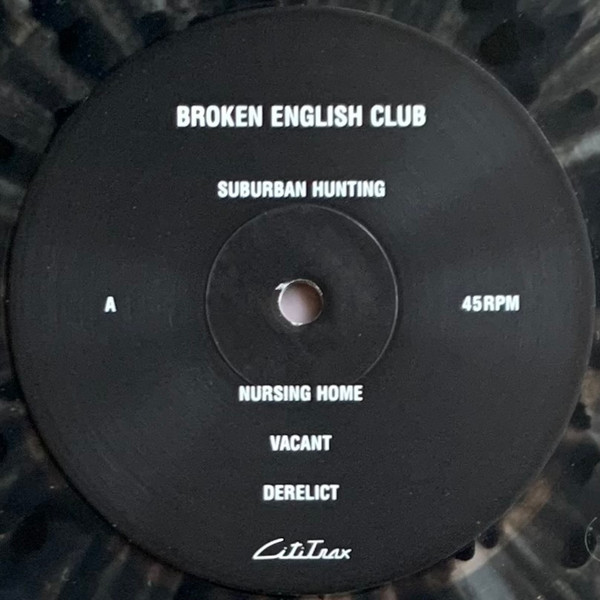 BROKEN ENGLISH CLUB
SUBURBAN HUNTING
A
45RPM
NURSING HOME
VACANT
DERELICT
CitiTrax